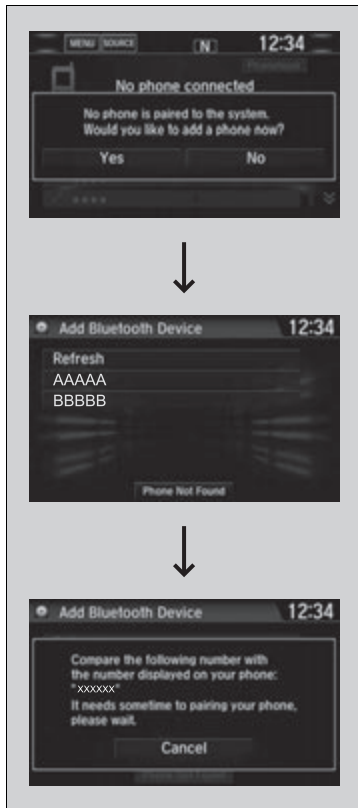 MENU SOURCE N 12:34
No phone connected
No phone is paired to the system.
Would you like to add a phone now?
Yes No
Add Bluetooth Device 12:34
Refresh
AAAAA
BBBBB
Phone Not Found
Add Bluetooth Device 12:34
Compare the following number with
the number displayed on your phone:
"xxxxxx"
It needs sometime to pairing your phone,
please wait.
Cancel
Phone Not Found